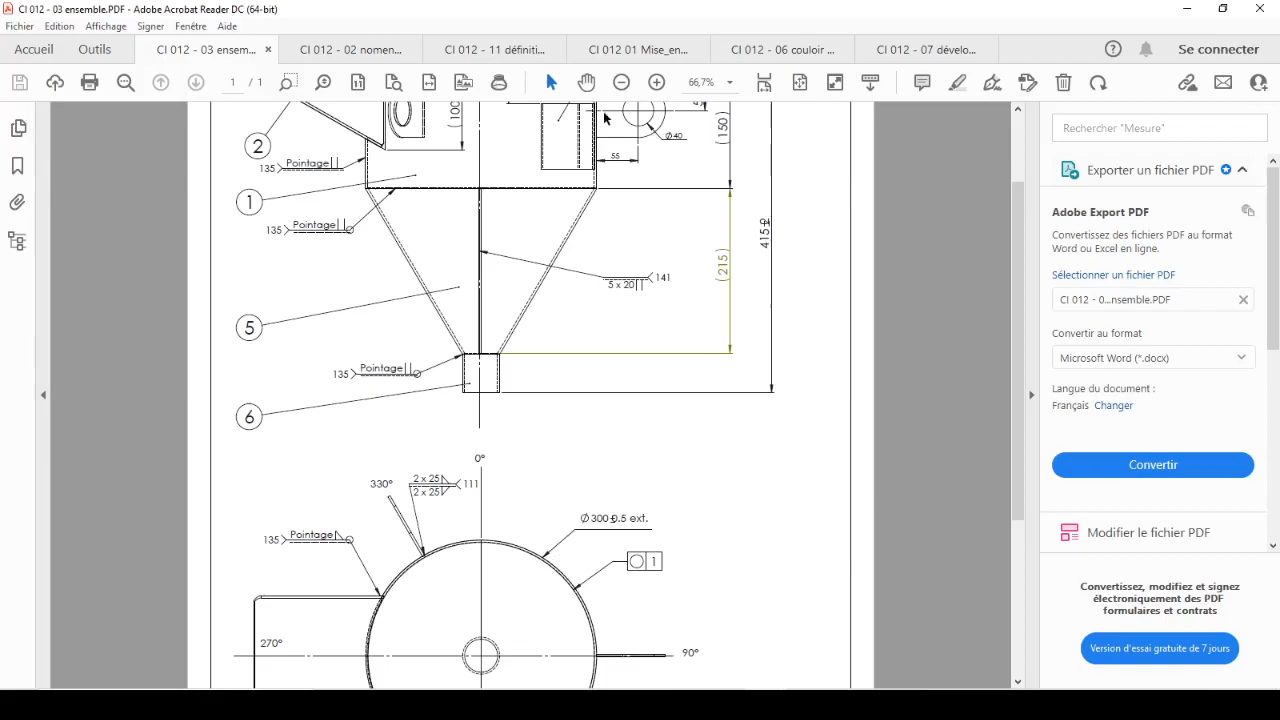 CI 012 - 03 ensemble.PDF - Adobe Acrobat Reader DC (64-bit)
Fichier Edition Affichage Signer Fenêtre Aide
Accueil Outils CI 012 - 03 ensem... CI 012 - 02 nomen... CI 012 - 11 définiti... CI 012 01 Mise_en... CI 012 - 06 couloir ... CI 012 - 07 dévelo... Se connecter
1 / 1 66,7%
Rechercher "Mesure"
Exporter un fichier PDF
Adobe Export PDF
Convertissez des fichiers PDF au format
Word ou Excel en ligne.
Sélectionner un fichier PDF
CI 012 - 0...nsemble.PDF
Convertir au format
Microsoft Word (*.docx)
Langue du document :
Français Changer
Convertir
Modifier le fichier PDF
Convertissez, modifiez et signez
électroniquement des PDF
formulaires et contrats
Version d'essai gratuite de 7 jours
(100
(150)
Ø40
55
2
135 Pointage
1
135 Pointage
415±2
(215)
141
5 x 20
5
135 Pointage
6
0°
330°
2 x 25
2 x 25
111
Ø300±0.5 ext.
135 Pointage
1
270°
90°